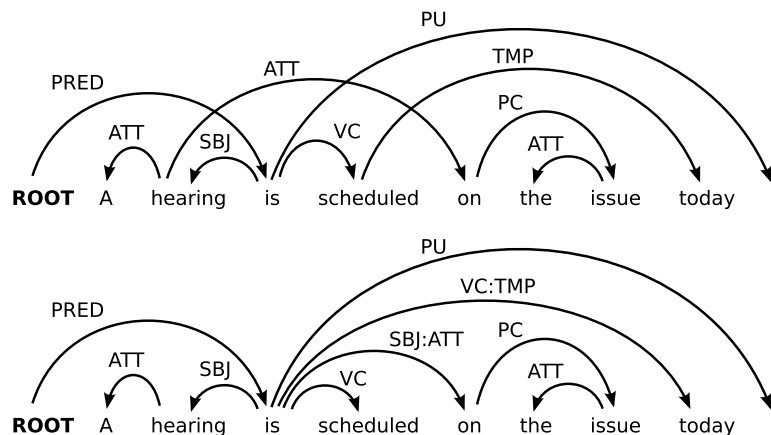 PU
TMP
ATT
PRED
PC
ATT SBJ VC ATT
ROOT A hearing is scheduled on the issue today
PU
VC:TMP
PRED
SBJ:ATT PC
ATT SBJ VC ATT
ROOT A hearing is scheduled on the issue today